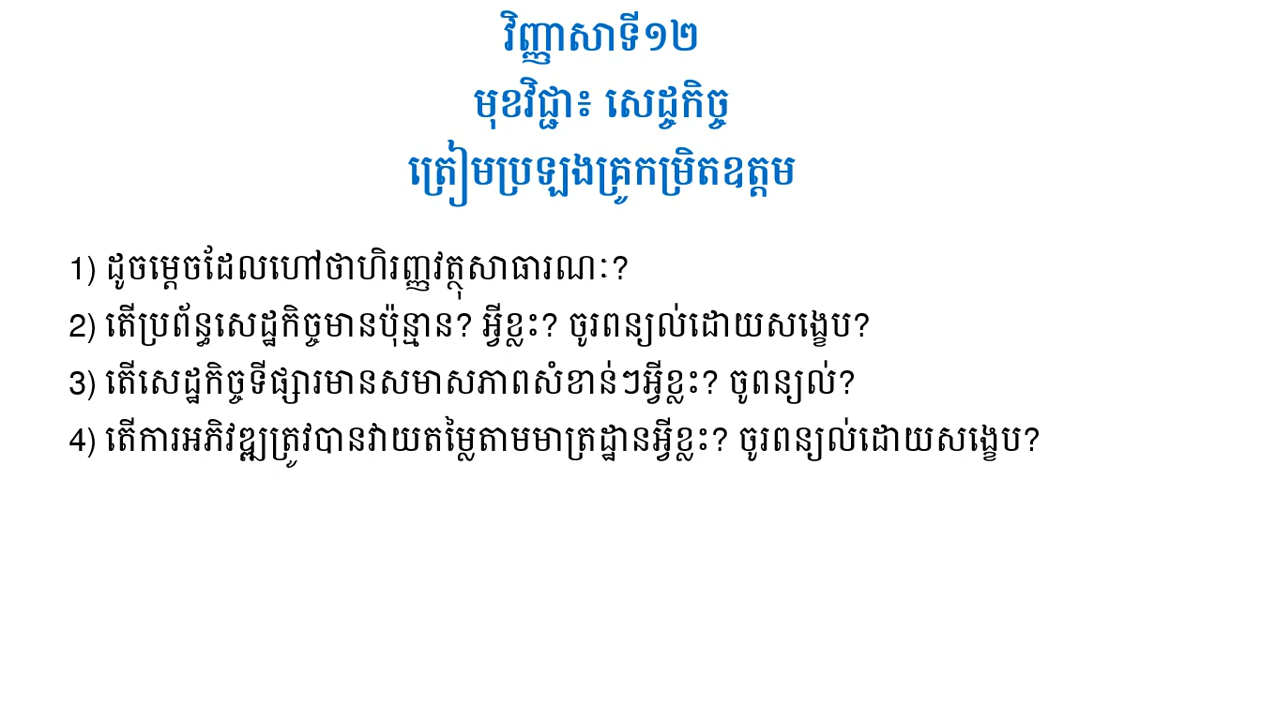 វិញ្ញាសាទី១២
មុខវិជ្ជា៖ សេដ្ឋកិច្ច
ត្រៀមប្រឡងគ្រូកម្រិតឧត្តម
1) ដូចម្តេចដែលហៅថាហិរញ្ញវត្ថុសាធារណៈ?
2) តើប្រព័ន្ធសេដ្ឋកិច្ចមានប៉ុន្មាន? អ្វីខ្លះ? ចូរពន្យល់ដោយសង្ខេប?
3) តើសេដ្ឋកិច្ចទីផ្សារមានសមាសភាពសំខាន់ៗអ្វីខ្លះ? ចូពន្យល់?
4) តើការអភិវឌ្ឍត្រូវបានវាយតម្លៃតាមមាត្រដ្ឋានអ្វីខ្លះ? ចូរពន្យល់ដោយសង្ខេប?